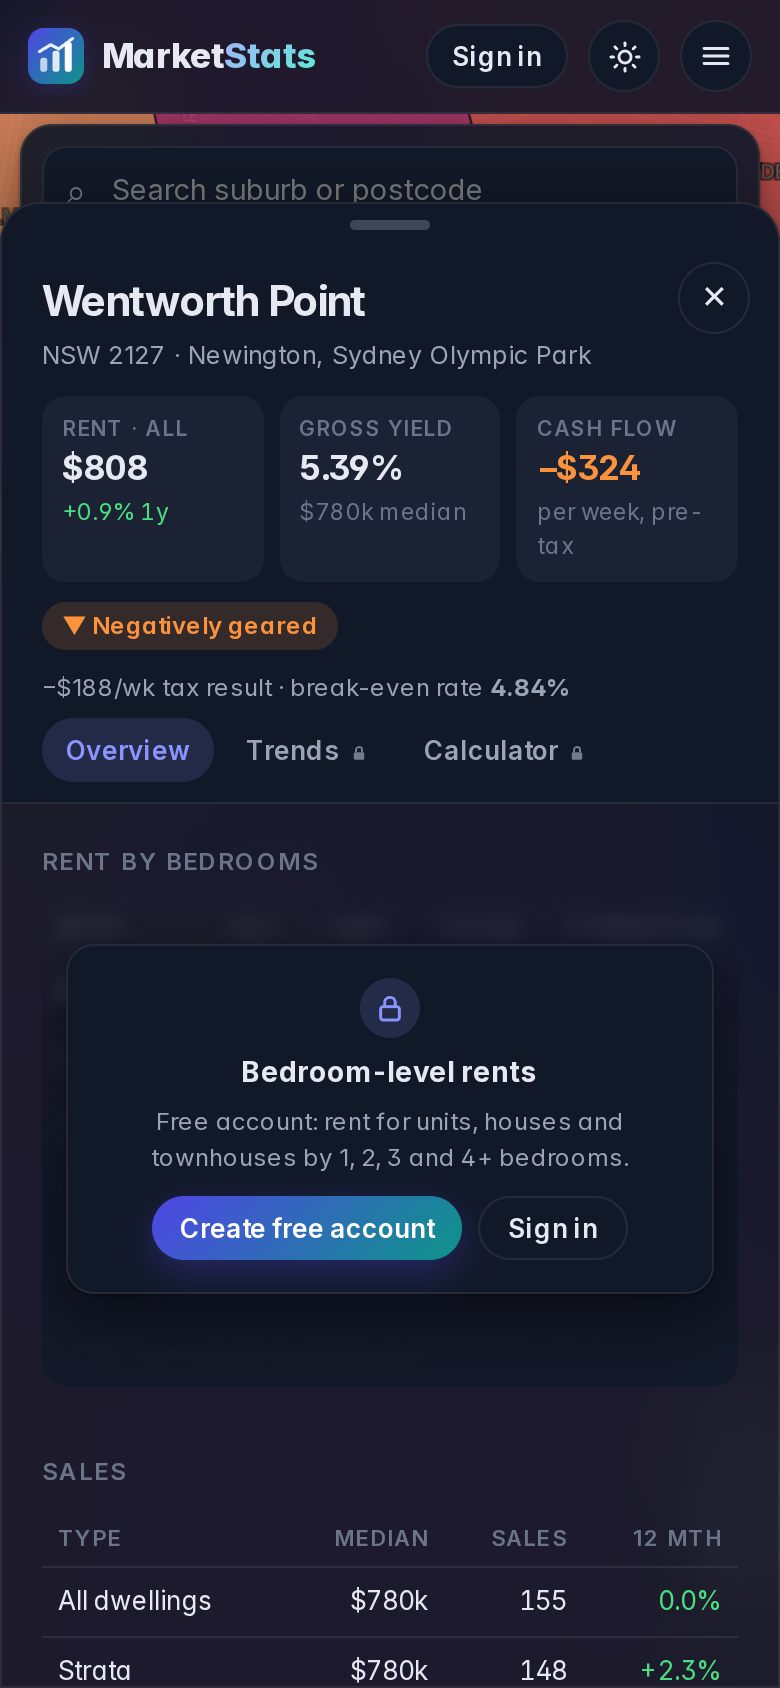 MarketStats
Sign in
Search suburb or postcode
Wentworth Point
NSW 2127 · Newington, Sydney Olympic Park
RENT · ALL
$808
+0.9% 1y
GROSS YIELD
5.39%
$780k median
CASH FLOW
−$324
per week, pre-
tax
▼ Negatively geared
−$188/wk tax result · break-even rate 4.84%
Overview
Trends
Calculator
RENT BY BEDROOMS
Bedroom-level rents
Free account: rent for units, houses and
townhouses by 1, 2, 3 and 4+ bedrooms.
Create free account
Sign in
SALES
TYPE MEDIAN SALES 12 MTH
All dwellings $780k 155 0.0%
Strata $780k 148 +2.3%